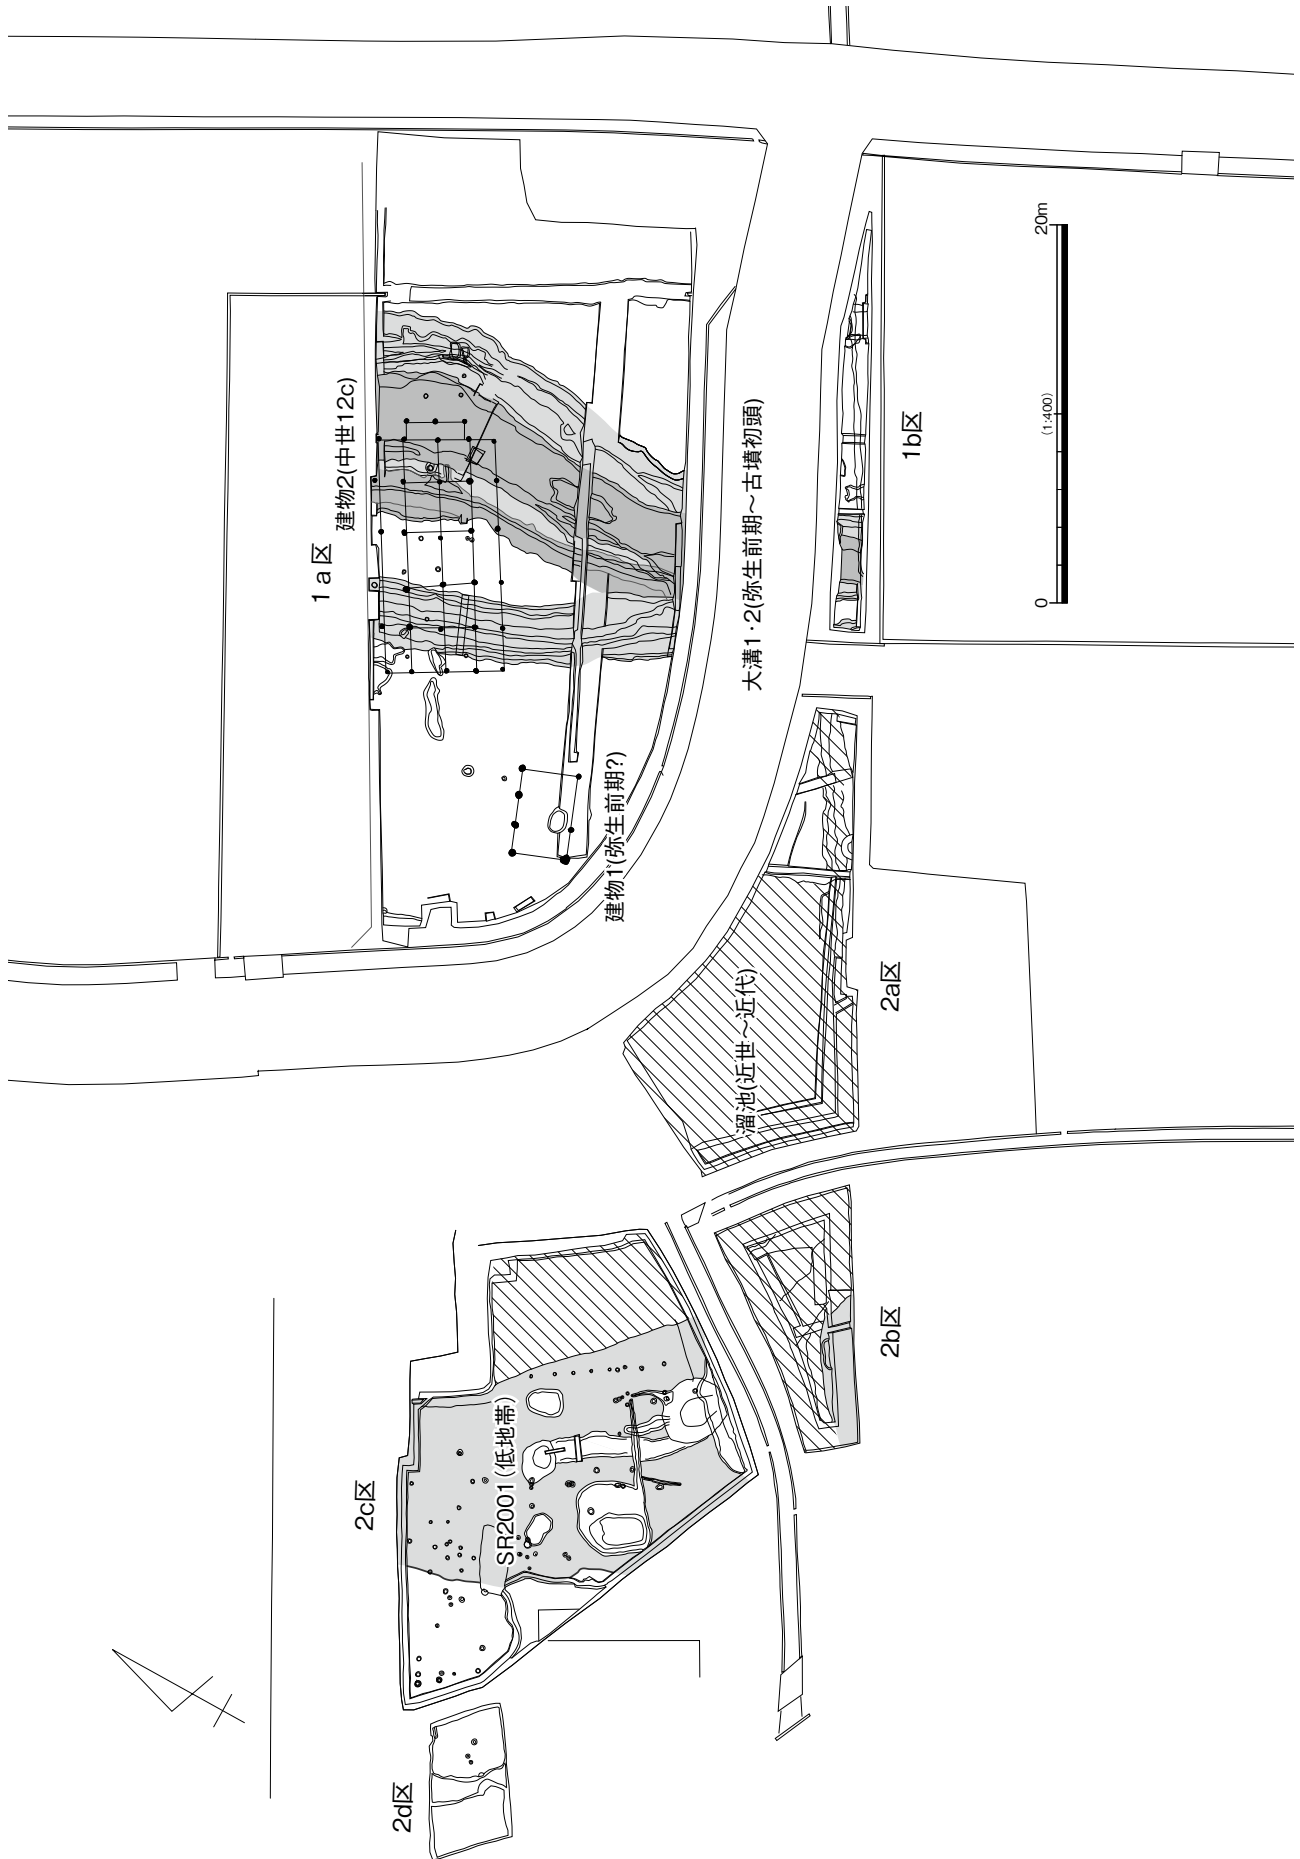 1a区
建物2(中世12c)
建物1(弥生前期?)
大溝1・2(弥生前期～古墳初頭)
1b区
0
(1:400)
20m
溜池(近世～近代)
2a区
2b区
2c区
SR2001 (低地帯)
2d区